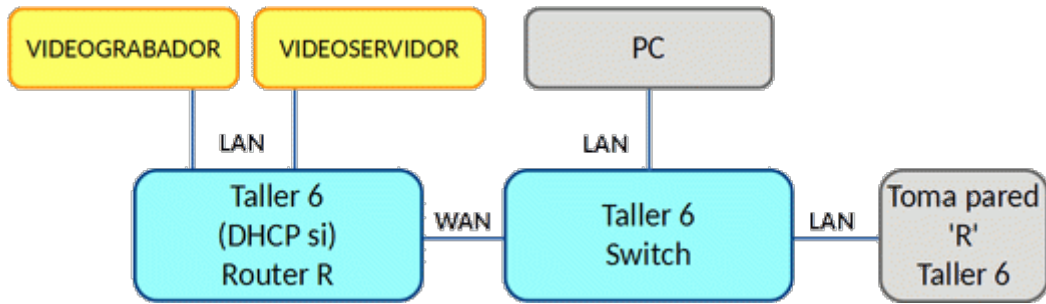 VIDEOGRABADOR
VIDEOSERVIDOR
PC
LAN
LAN
Taller 6
(DHCP si)
Router R
WAN
Taller 6
Switch
LAN
Toma pared
'R'
Taller 6